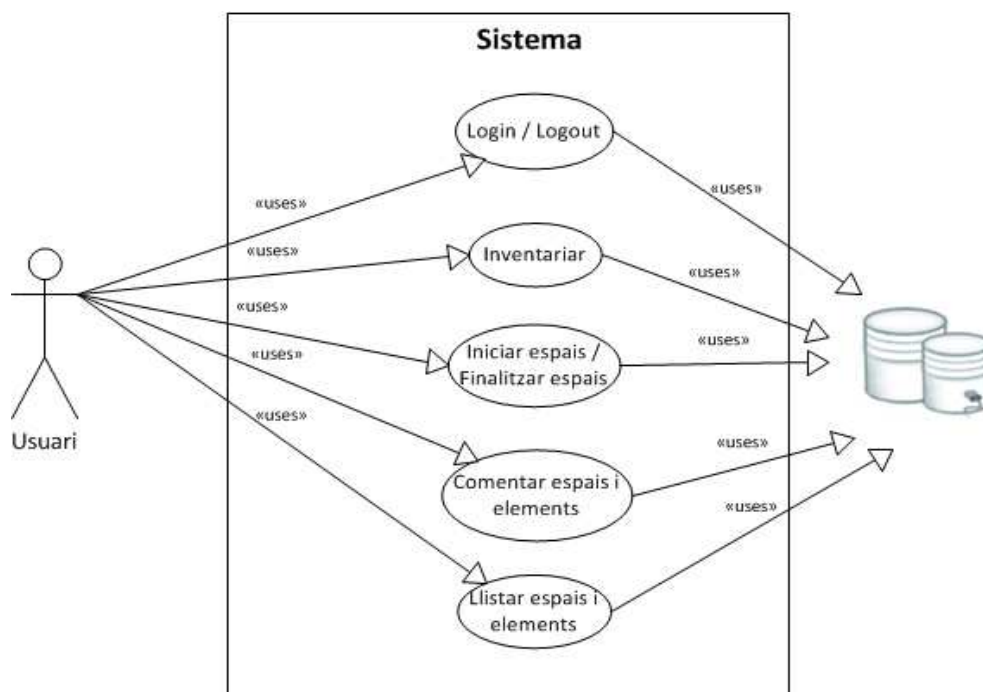 Sistema
Login / Logout
«uses»
«uses»
«uses»
Inventariar
«uses»
«uses»
Iniciar espais /
Finalitzar espais
«uses»
«uses»
Usuari
«uses»
Comentar espais i
elements
«uses»
«uses»
Llistar espais i
elements